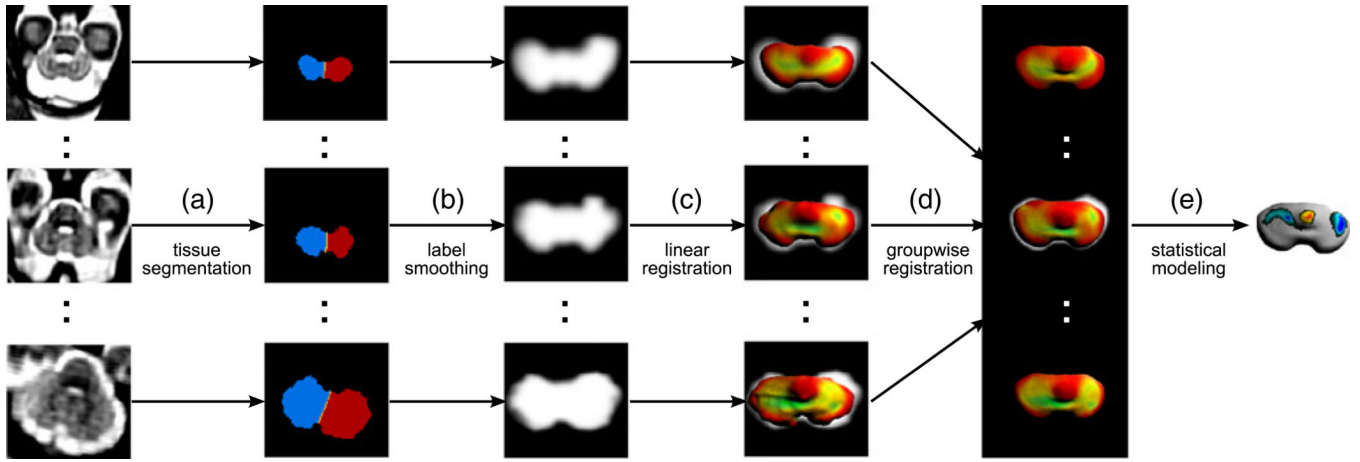 (a)
tissue
segmentation
(b)
label
smoothing
(c)
linear
registration
(d)
groupwise
registration
(e)
statistical
modeling